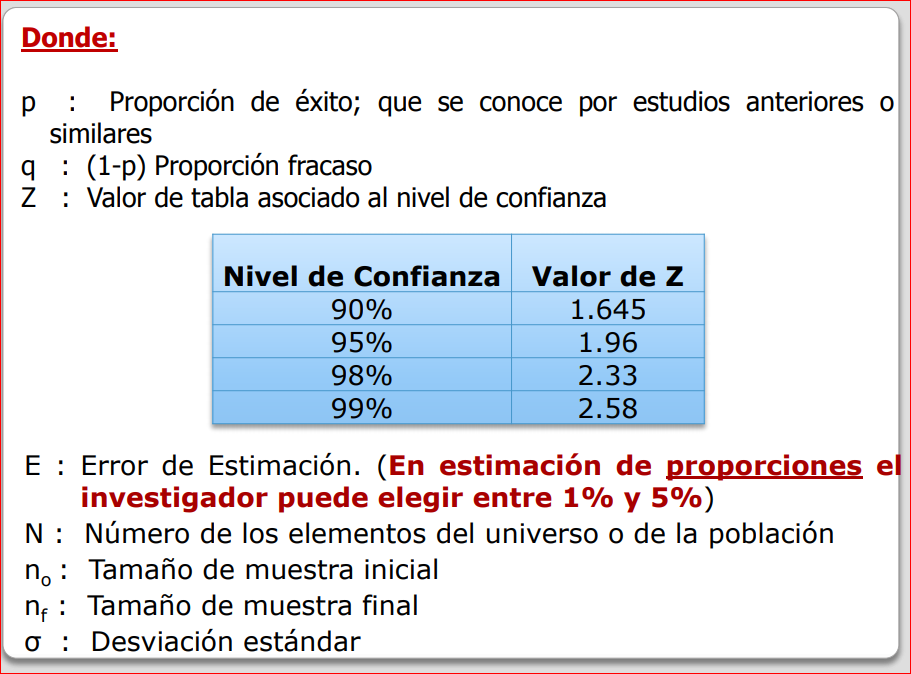 Donde:
p : Proporción de éxito; que se conoce por estudios anteriores o
similares
q : (1-p) Proporción fracaso
Z : Valor de tabla asociado al nivel de confianza
Nivel de Confianza Valor de Z
90% 1.645
95% 1.96
98% 2.33
99% 2.58
E : Error de Estimación. (En estimación de proporciones el
investigador puede elegir entre 1% y 5%)
N : Número de los elementos del universo o de la población
no : Tamaño de muestra inicial
nf : Tamaño de muestra final
σ : Desviación estándar